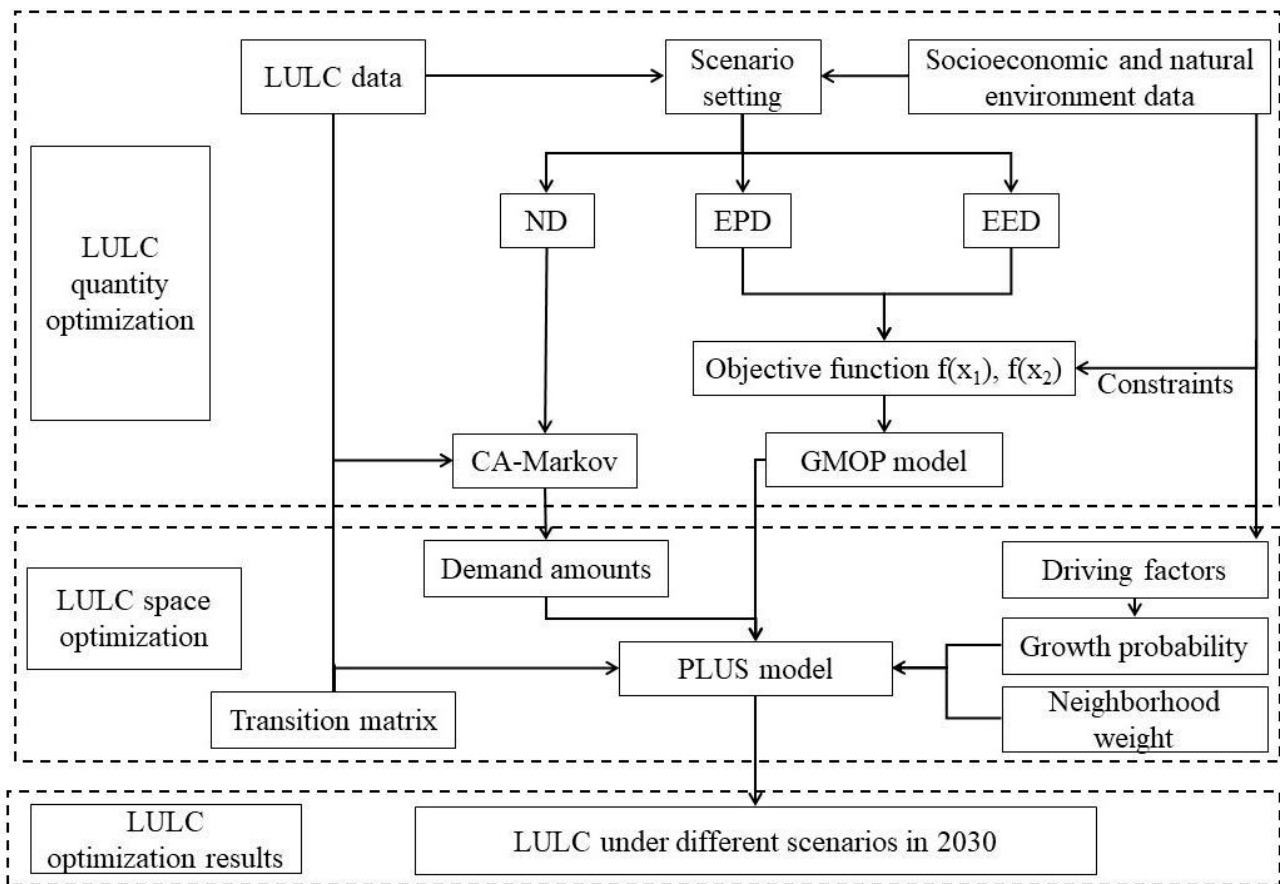 LULC data
Scenario
setting
Socioeconomic and natural
environment data
ND
EPD
EED
LULC
quantity
optimization
Objective function f(x₁), f(x₂)
Constraints
CA-Markov
GMOP model
Demand amounts
Driving factors
LULC space
optimization
Growth probability
PLUS model
Transition matrix
Neighborhood
weight
LULC
optimization results
LULC under different scenarios in 2030